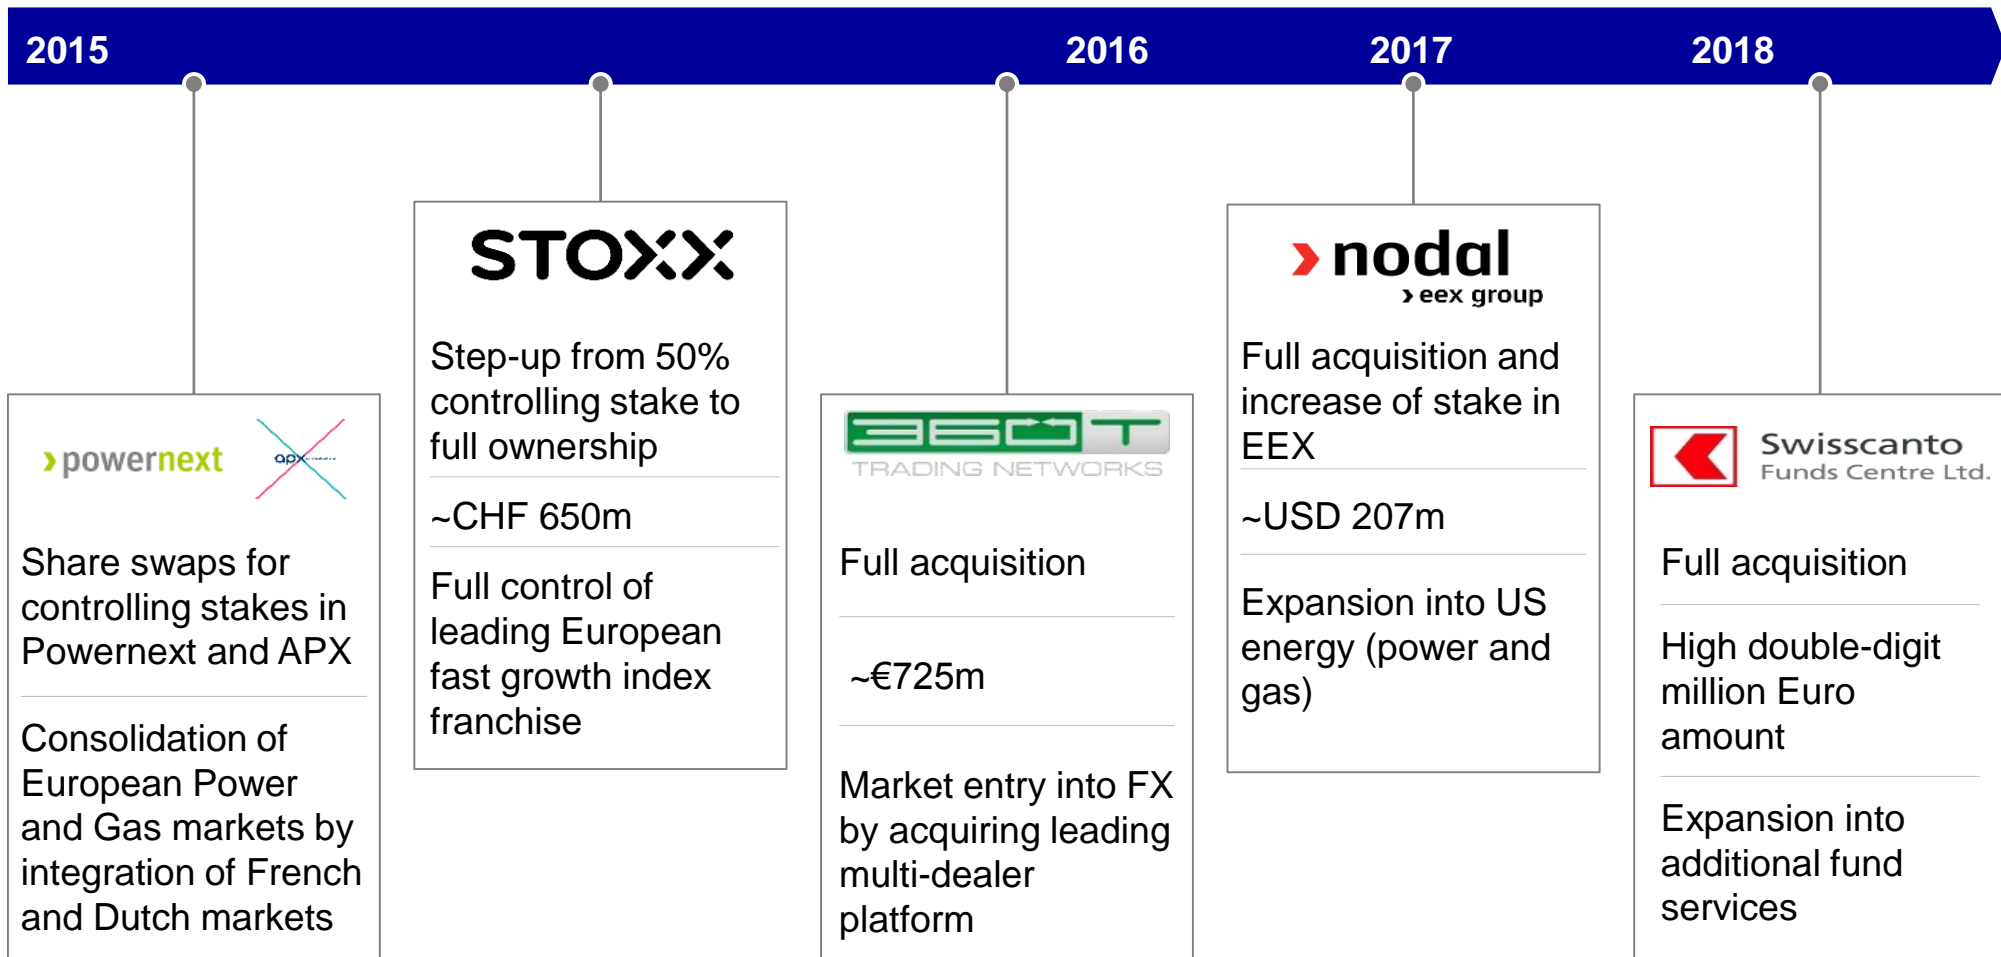 2015
2016
2017
2018
powernext
apx
Share swaps for
controlling stakes in
Powernext and APX
Consolidation of
European Power
and Gas markets by
integration of French
and Dutch markets
STOXX
Step-up from 50%
controlling stake to
full ownership
~CHF 650m
Full control of
leading European
fast growth index
franchise
360T
TRADING NETWORKS
Full acquisition
~€725m
Market entry into FX
by acquiring leading
multi-dealer
platform
nodal
eex group
Full acquisition and
increase of stake in
EEX
~USD 207m
Expansion into US
energy (power and
gas)
Swisscanto
Funds Centre Ltd.
Full acquisition
High double-digit
million Euro
amount
Expansion into
additional fund
services